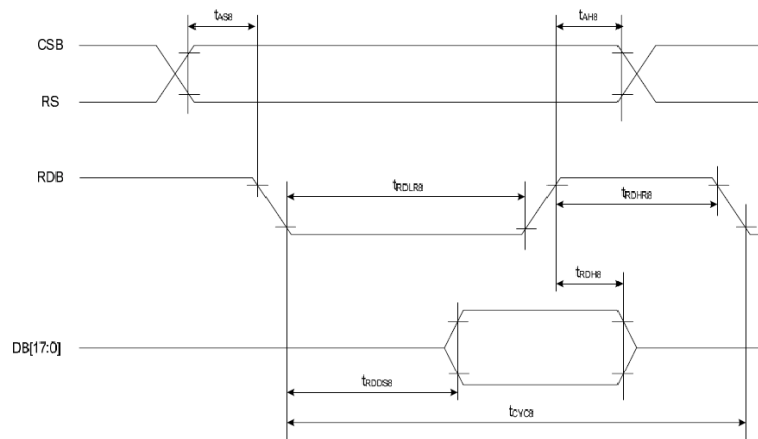 tAS8 tAH8
CSB
RS
RDB
tRDLR8 tRDHR8
tRDH8
DB[17:0]
tRDDS8
tCYC8